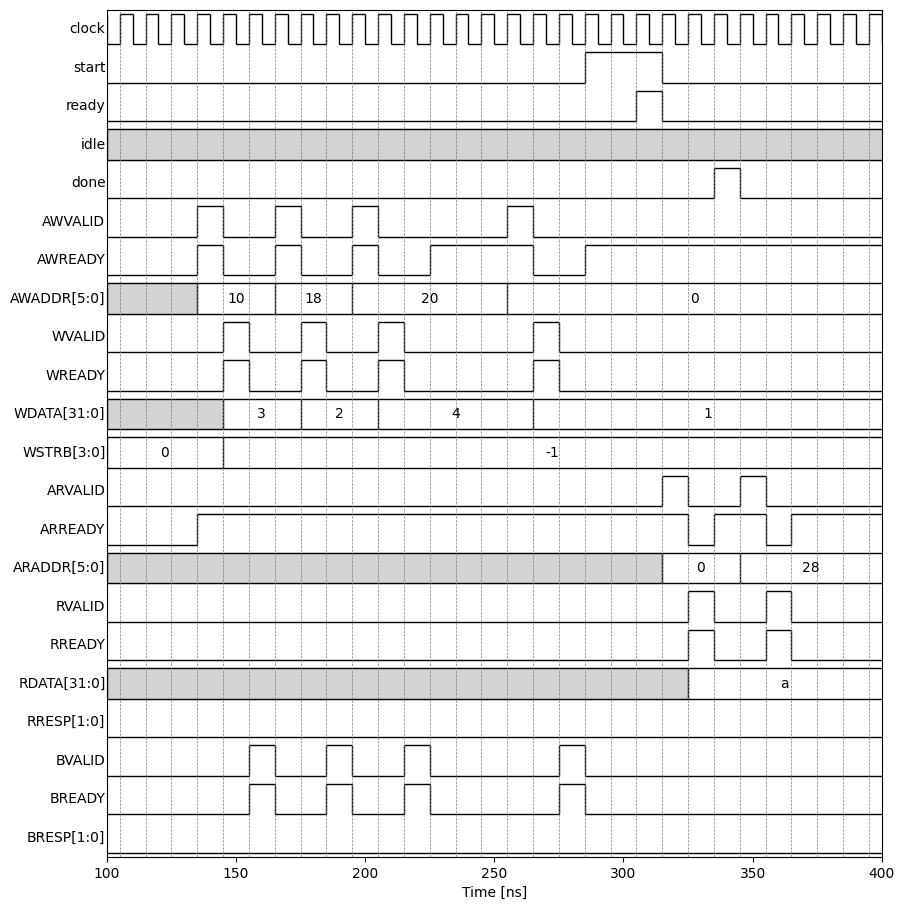 clock
start
ready
idle
done
AWVALID
AWREADY
AWADDR[5:0] 10 18 20 0
WVALID
WREADY
WDATA[31:0] 3 2 4 1
WSTRB[3:0] 0 -1
ARVALID
ARREADY
ARADDR[5:0] 0 28
RVALID
RREADY
RDATA[31:0] a
RRESP[1:0]
BVALID
BREADY
BRESP[1:0]
100 150 200 250 300 350 400
Time [ns]